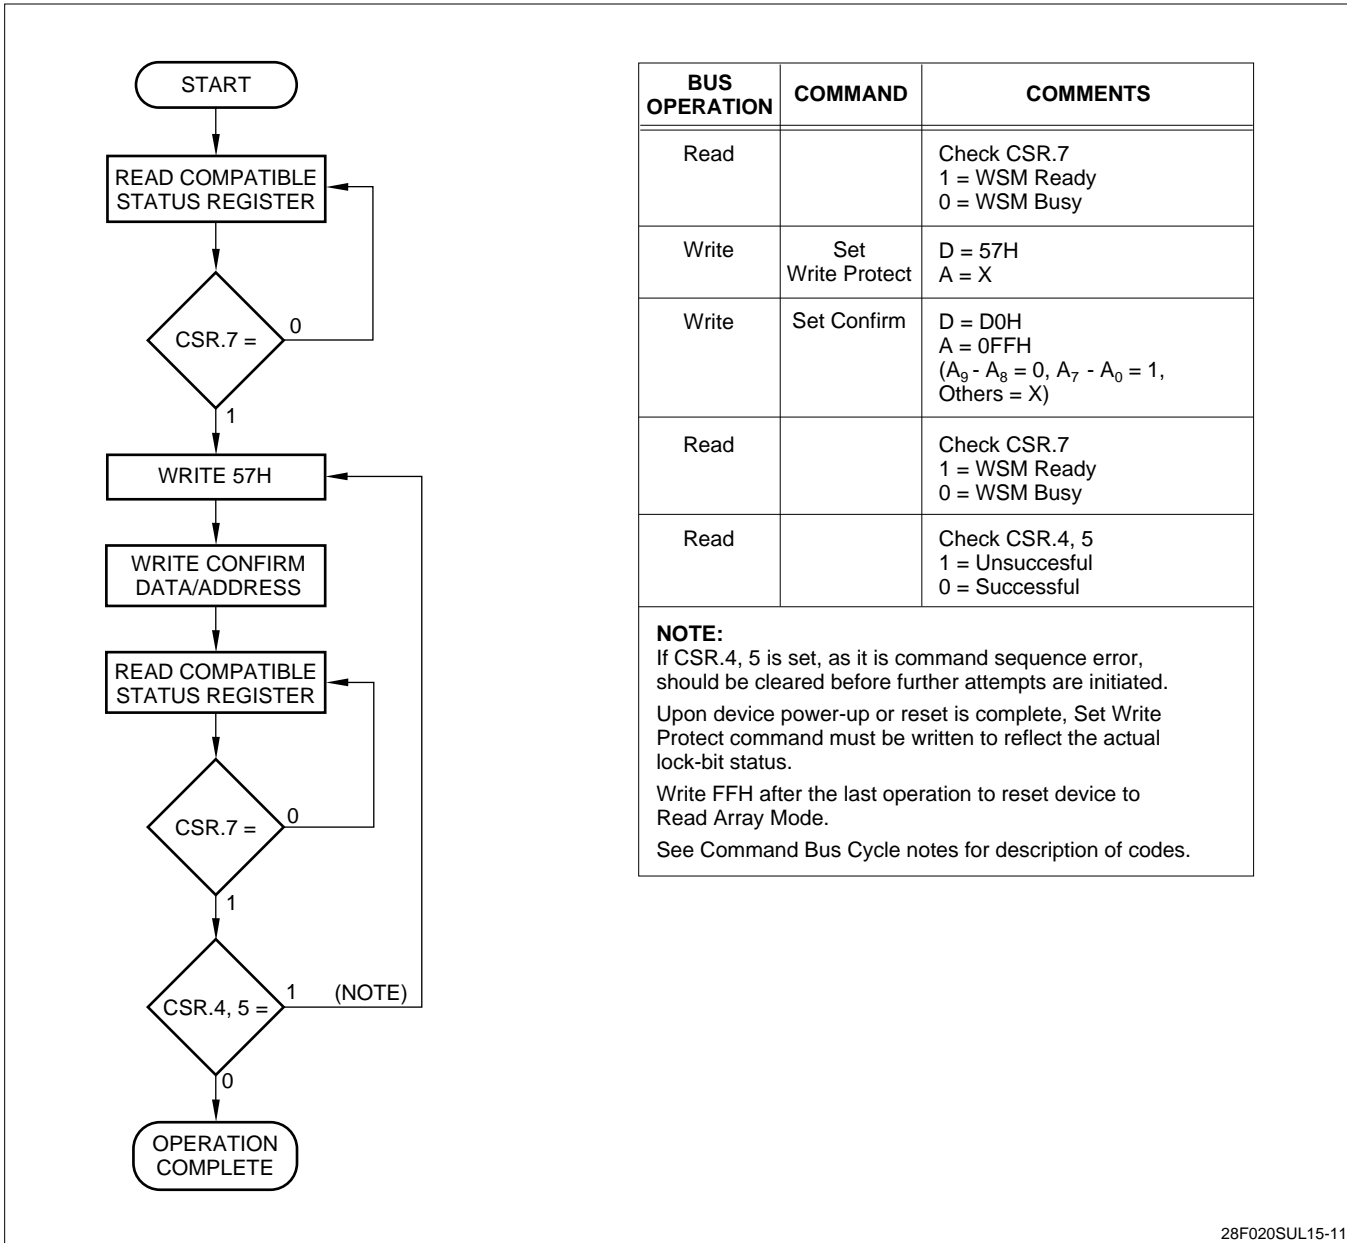 START
READ COMPATIBLE
STATUS REGISTER
CSR.7 =
0
1
WRITE 57H
WRITE CONFIRM
DATA/ADDRESS
READ COMPATIBLE
STATUS REGISTER
CSR.7 =
0
1
CSR.4, 5 =
1 (NOTE)
0
OPERATION
COMPLETE
BUS
OPERATION
COMMAND
COMMENTS
Read
Check CSR.7
1 = WSM Ready
0 = WSM Busy
Write
Set
Write Protect
D = 57H
A = X
Write
Set Confirm
D = D0H
A = 0FFH
(A9 - A8 = 0, A7 - A0 = 1,
Others = X)
Read
Check CSR.7
1 = WSM Ready
0 = WSM Busy
Read
Check CSR.4, 5
1 = Unsuccesful
0 = Successful
NOTE:
If CSR.4, 5 is set, as it is command sequence error,
should be cleared before further attempts are initiated.
Upon device power-up or reset is complete, Set Write
Protect command must be written to reflect the actual
lock-bit status.
Write FFH after the last operation to reset device to
Read Array Mode.
See Command Bus Cycle notes for description of codes.
28F020SUL15-11